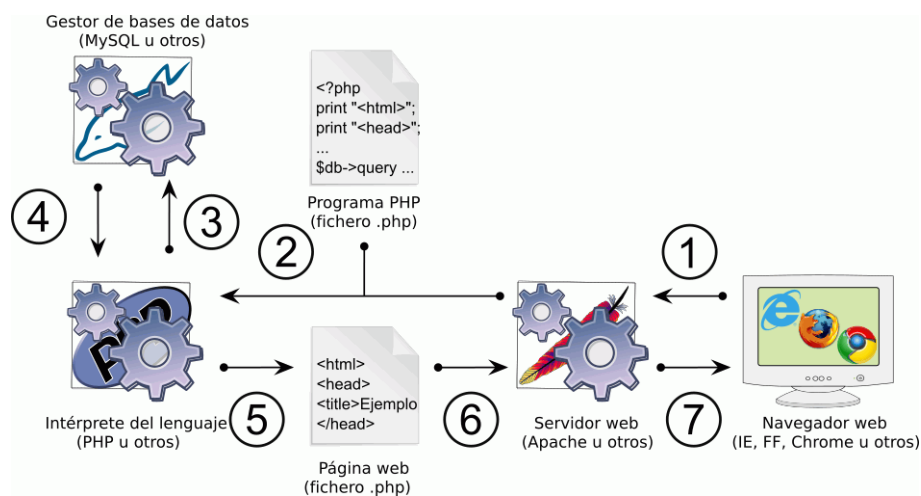 Gestor de bases de datos
(MySQL u otros)
<?php
print "<html>";
print "<head>";
...
$db->query ...
Programa PHP
(fichero .php)
4
3
2
1
PHP
<html>
<head>
<title>Ejemplo
</head>
5
6
7
Intérprete del lenguaje
(PHP u otros)
Página web
(fichero .php)
Servidor web
(Apache u otros)
Navegador web
(IE, FF, Chrome u otros)